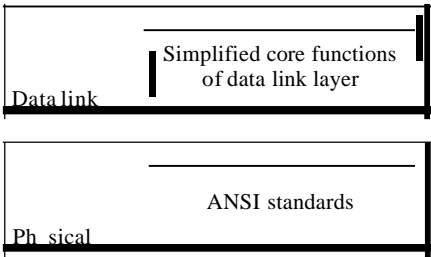 Simplified core functions
of data link layer
Data link
ANSI standards
Ph sical